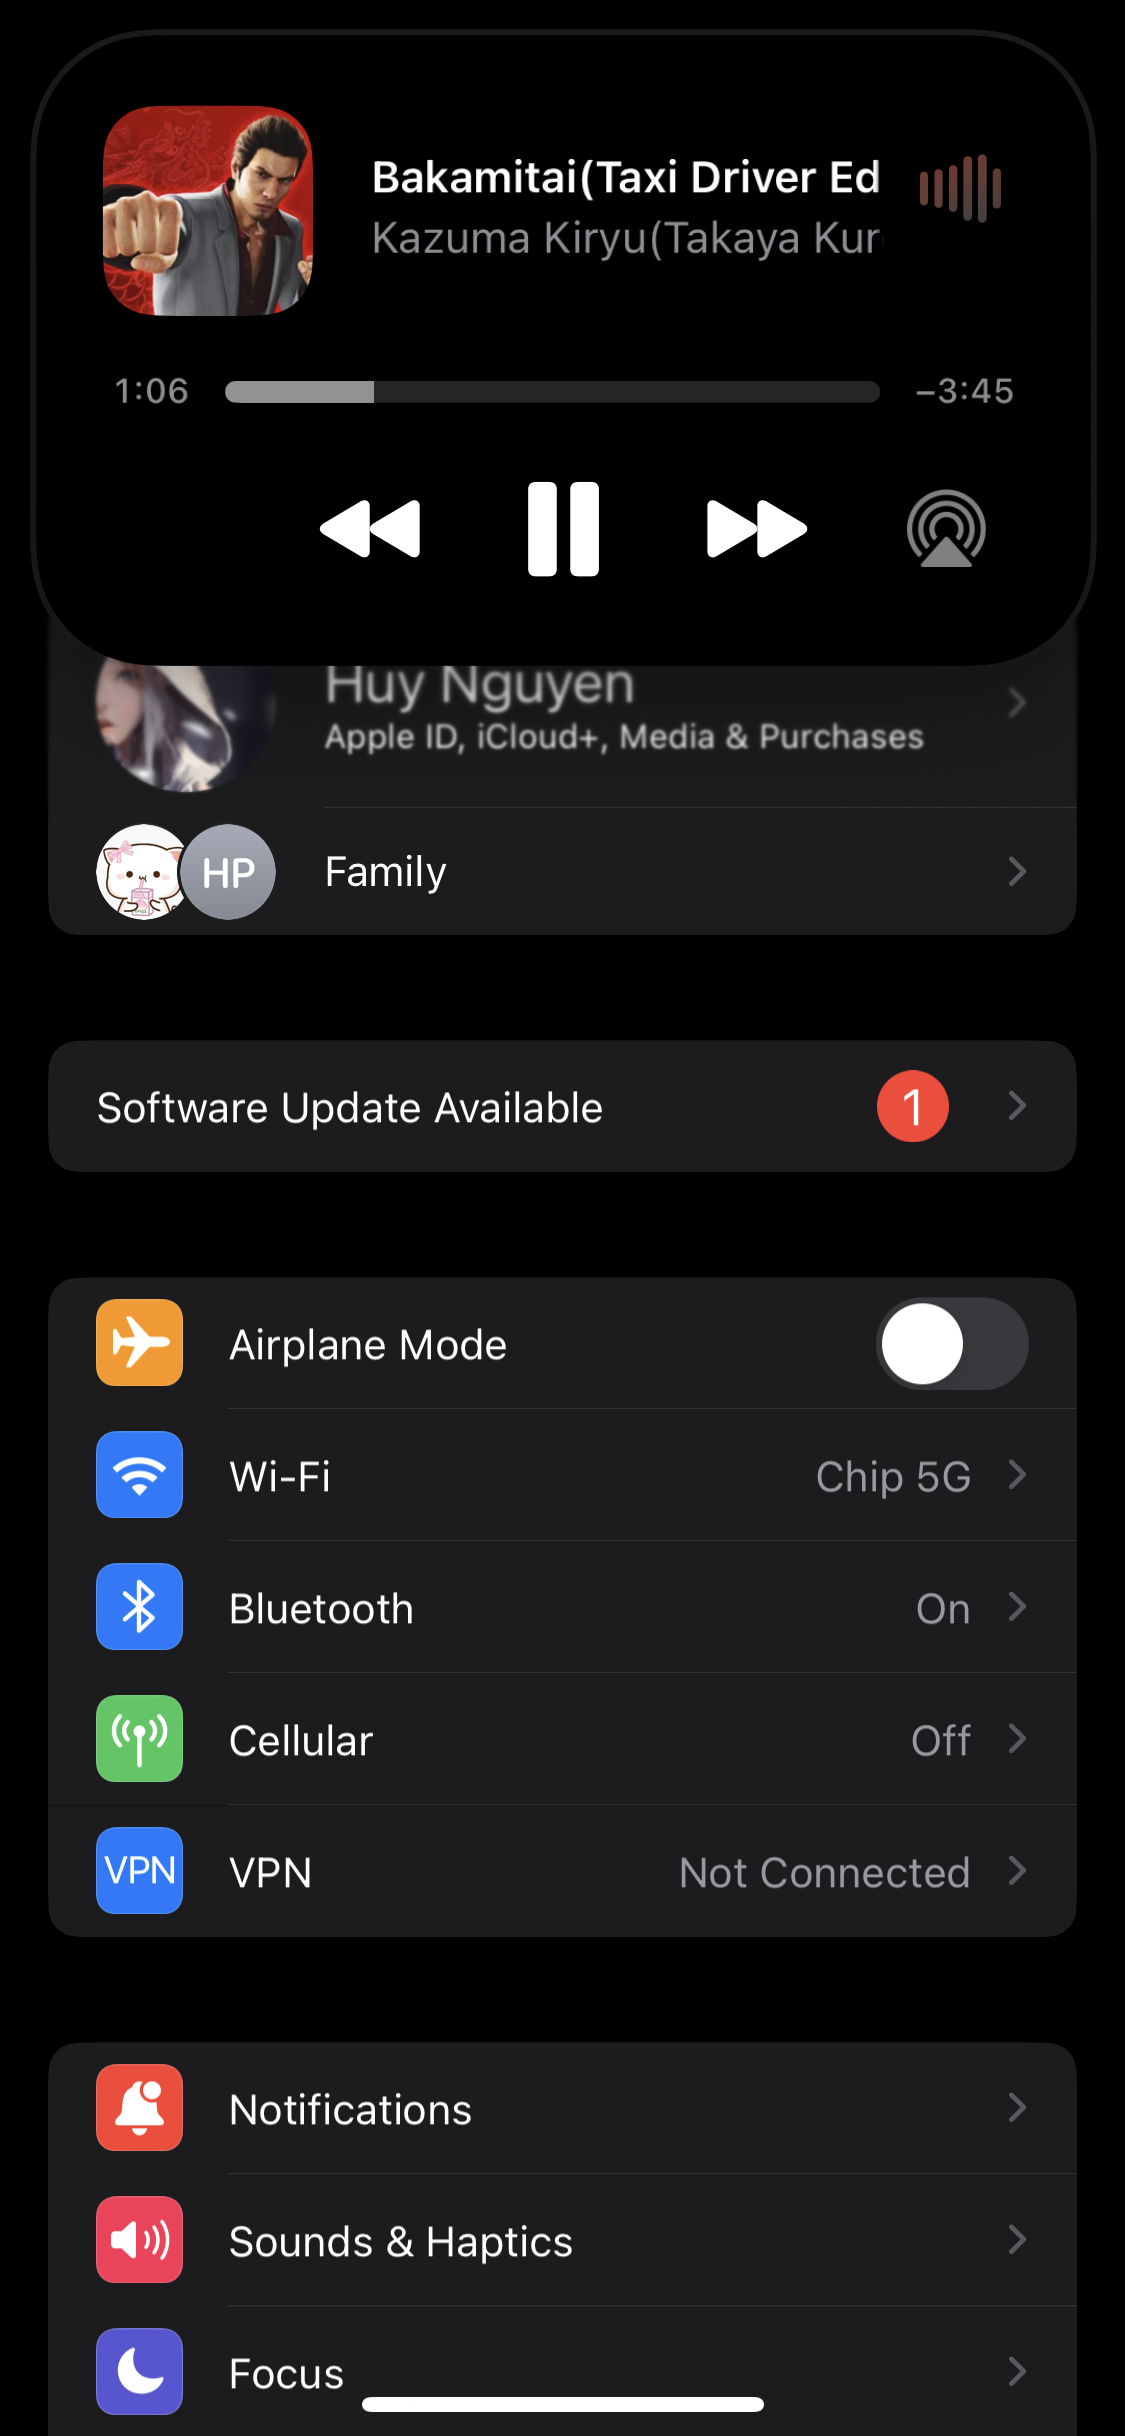 Bakamitai(Taxi Driver Ed
Kazuma Kiryu(Takaya Kur
1:06
–3:45
Huy Nguyen
Apple ID, iCloud+, Media & Purchases
HP
Family
Software Update Available
1
Airplane Mode
Wi-Fi
Chip 5G
Bluetooth
On
Cellular
Off
VPN
VPN
Not Connected
Notifications
Sounds & Haptics
Focus